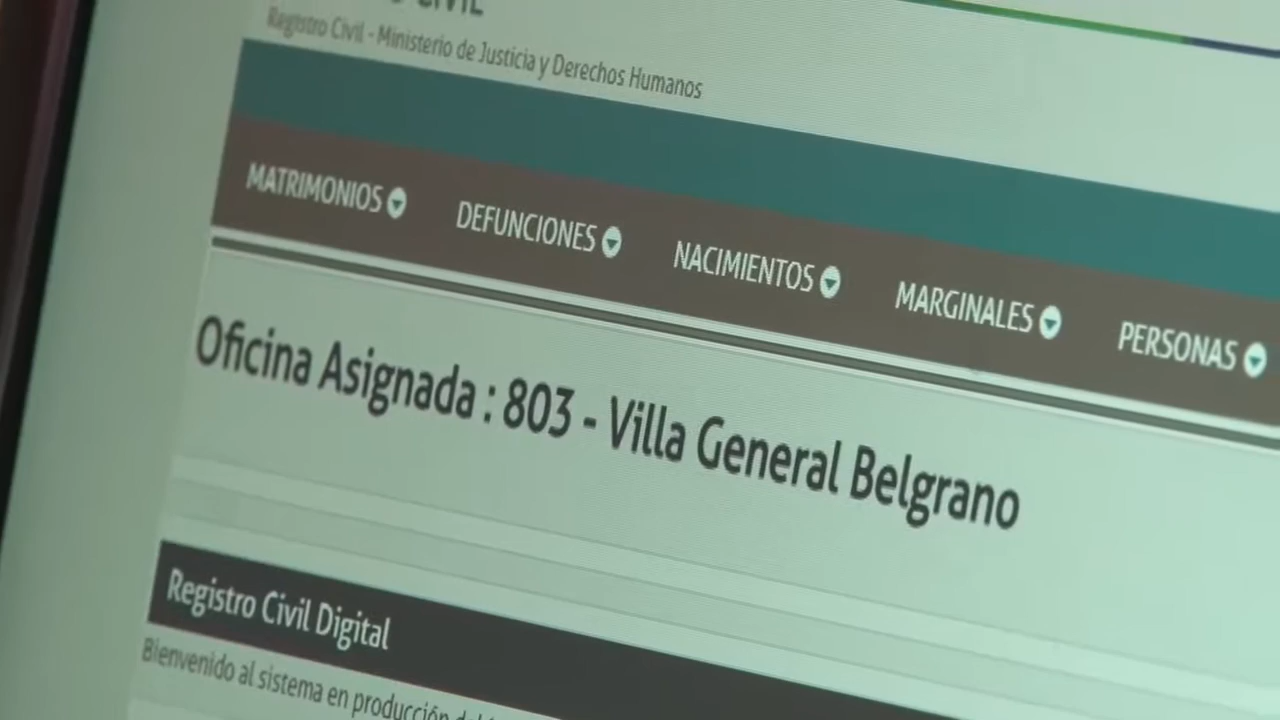 CIVIL
Registro Civil - Ministerio de Justicia y Derechos Humanos
MATRIMONIOS DEFUNCIONES NACIMIENTOS MARGINALES PERSONAS
Oficina Asignada : 803 - Villa General Belgrano
Registro Civil Digital
Bienvenido al sistema en producción